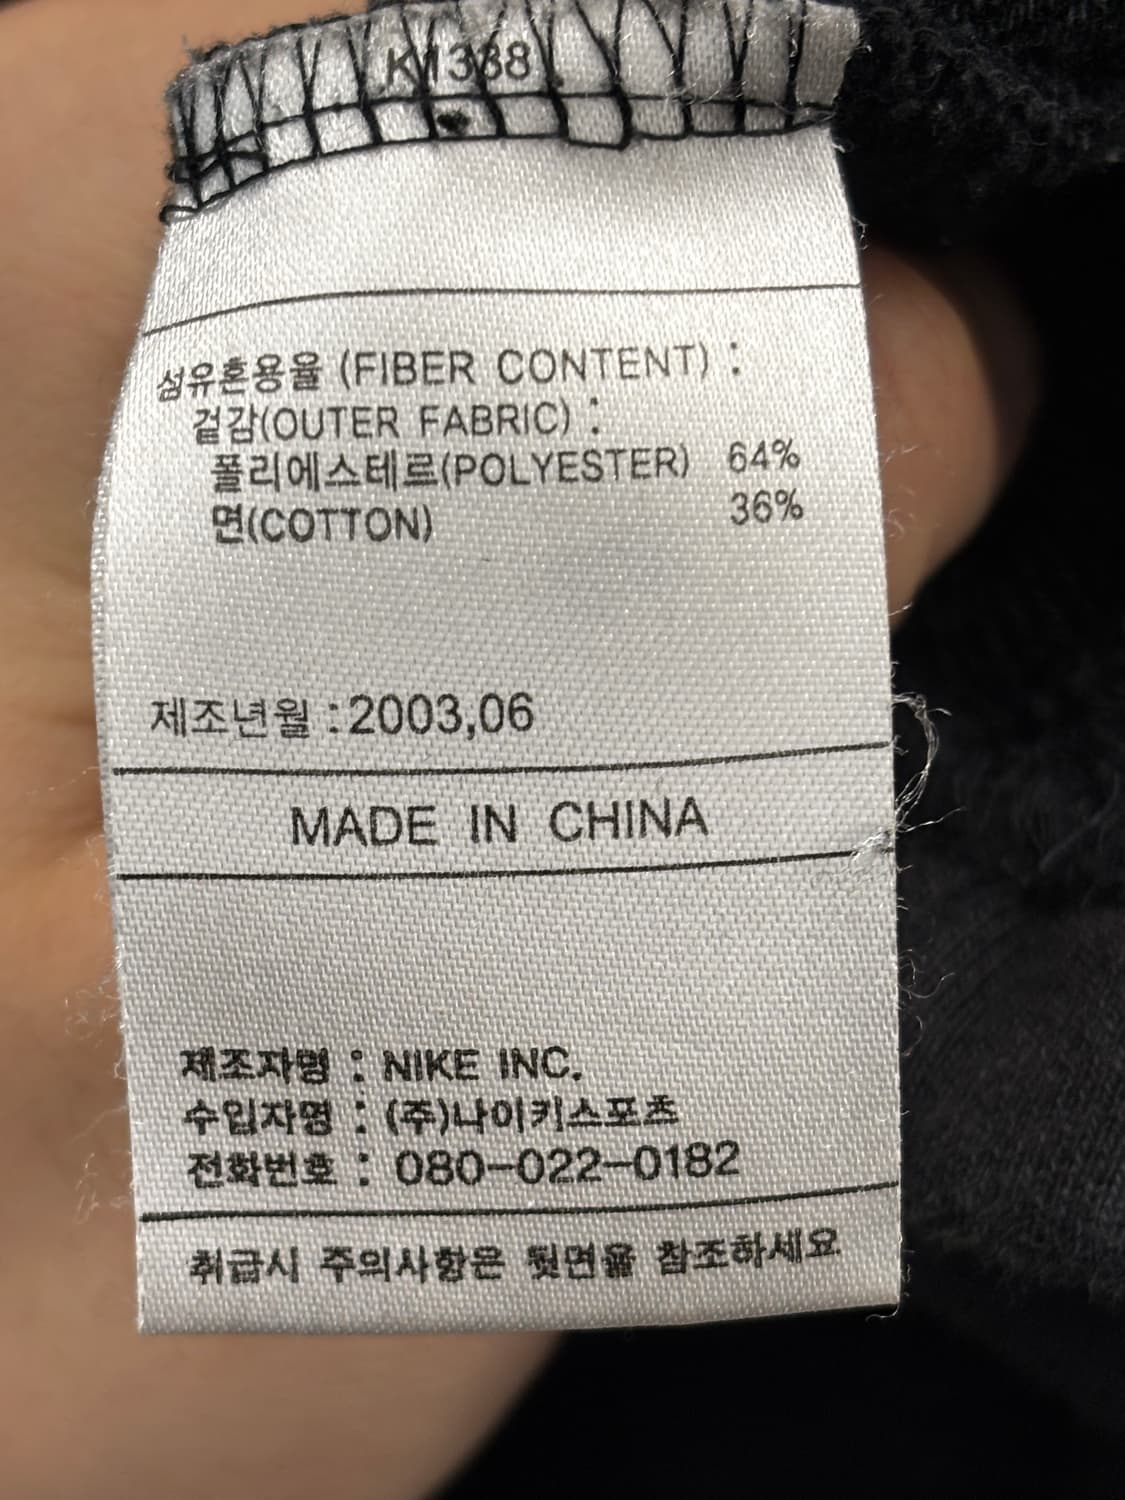 K1388
섬유혼용율 (FIBER CONTENT) :
겉감(OUTER FABRIC) :
폴리에스테르(POLYESTER) 64%
면(COTTON) 36%
제조년월 :2003,06
MADE IN CHINA
제조자명 : NIKE INC.
수입자명 : (주)나이키스포츠
전화번호 : 080-022-0182
취급시 주의사항은 뒷면을 참조하세요